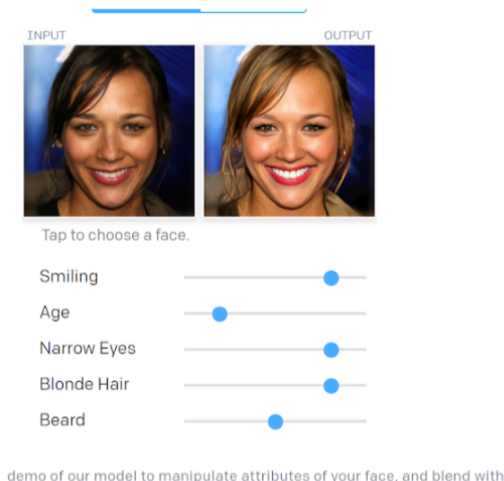 INPUT OUTPUT
Tap to choose a face.
Smiling
Age
Narrow Eyes
Blonde Hair
Beard
demo of our model to manipulate attributes of your face, and blend with